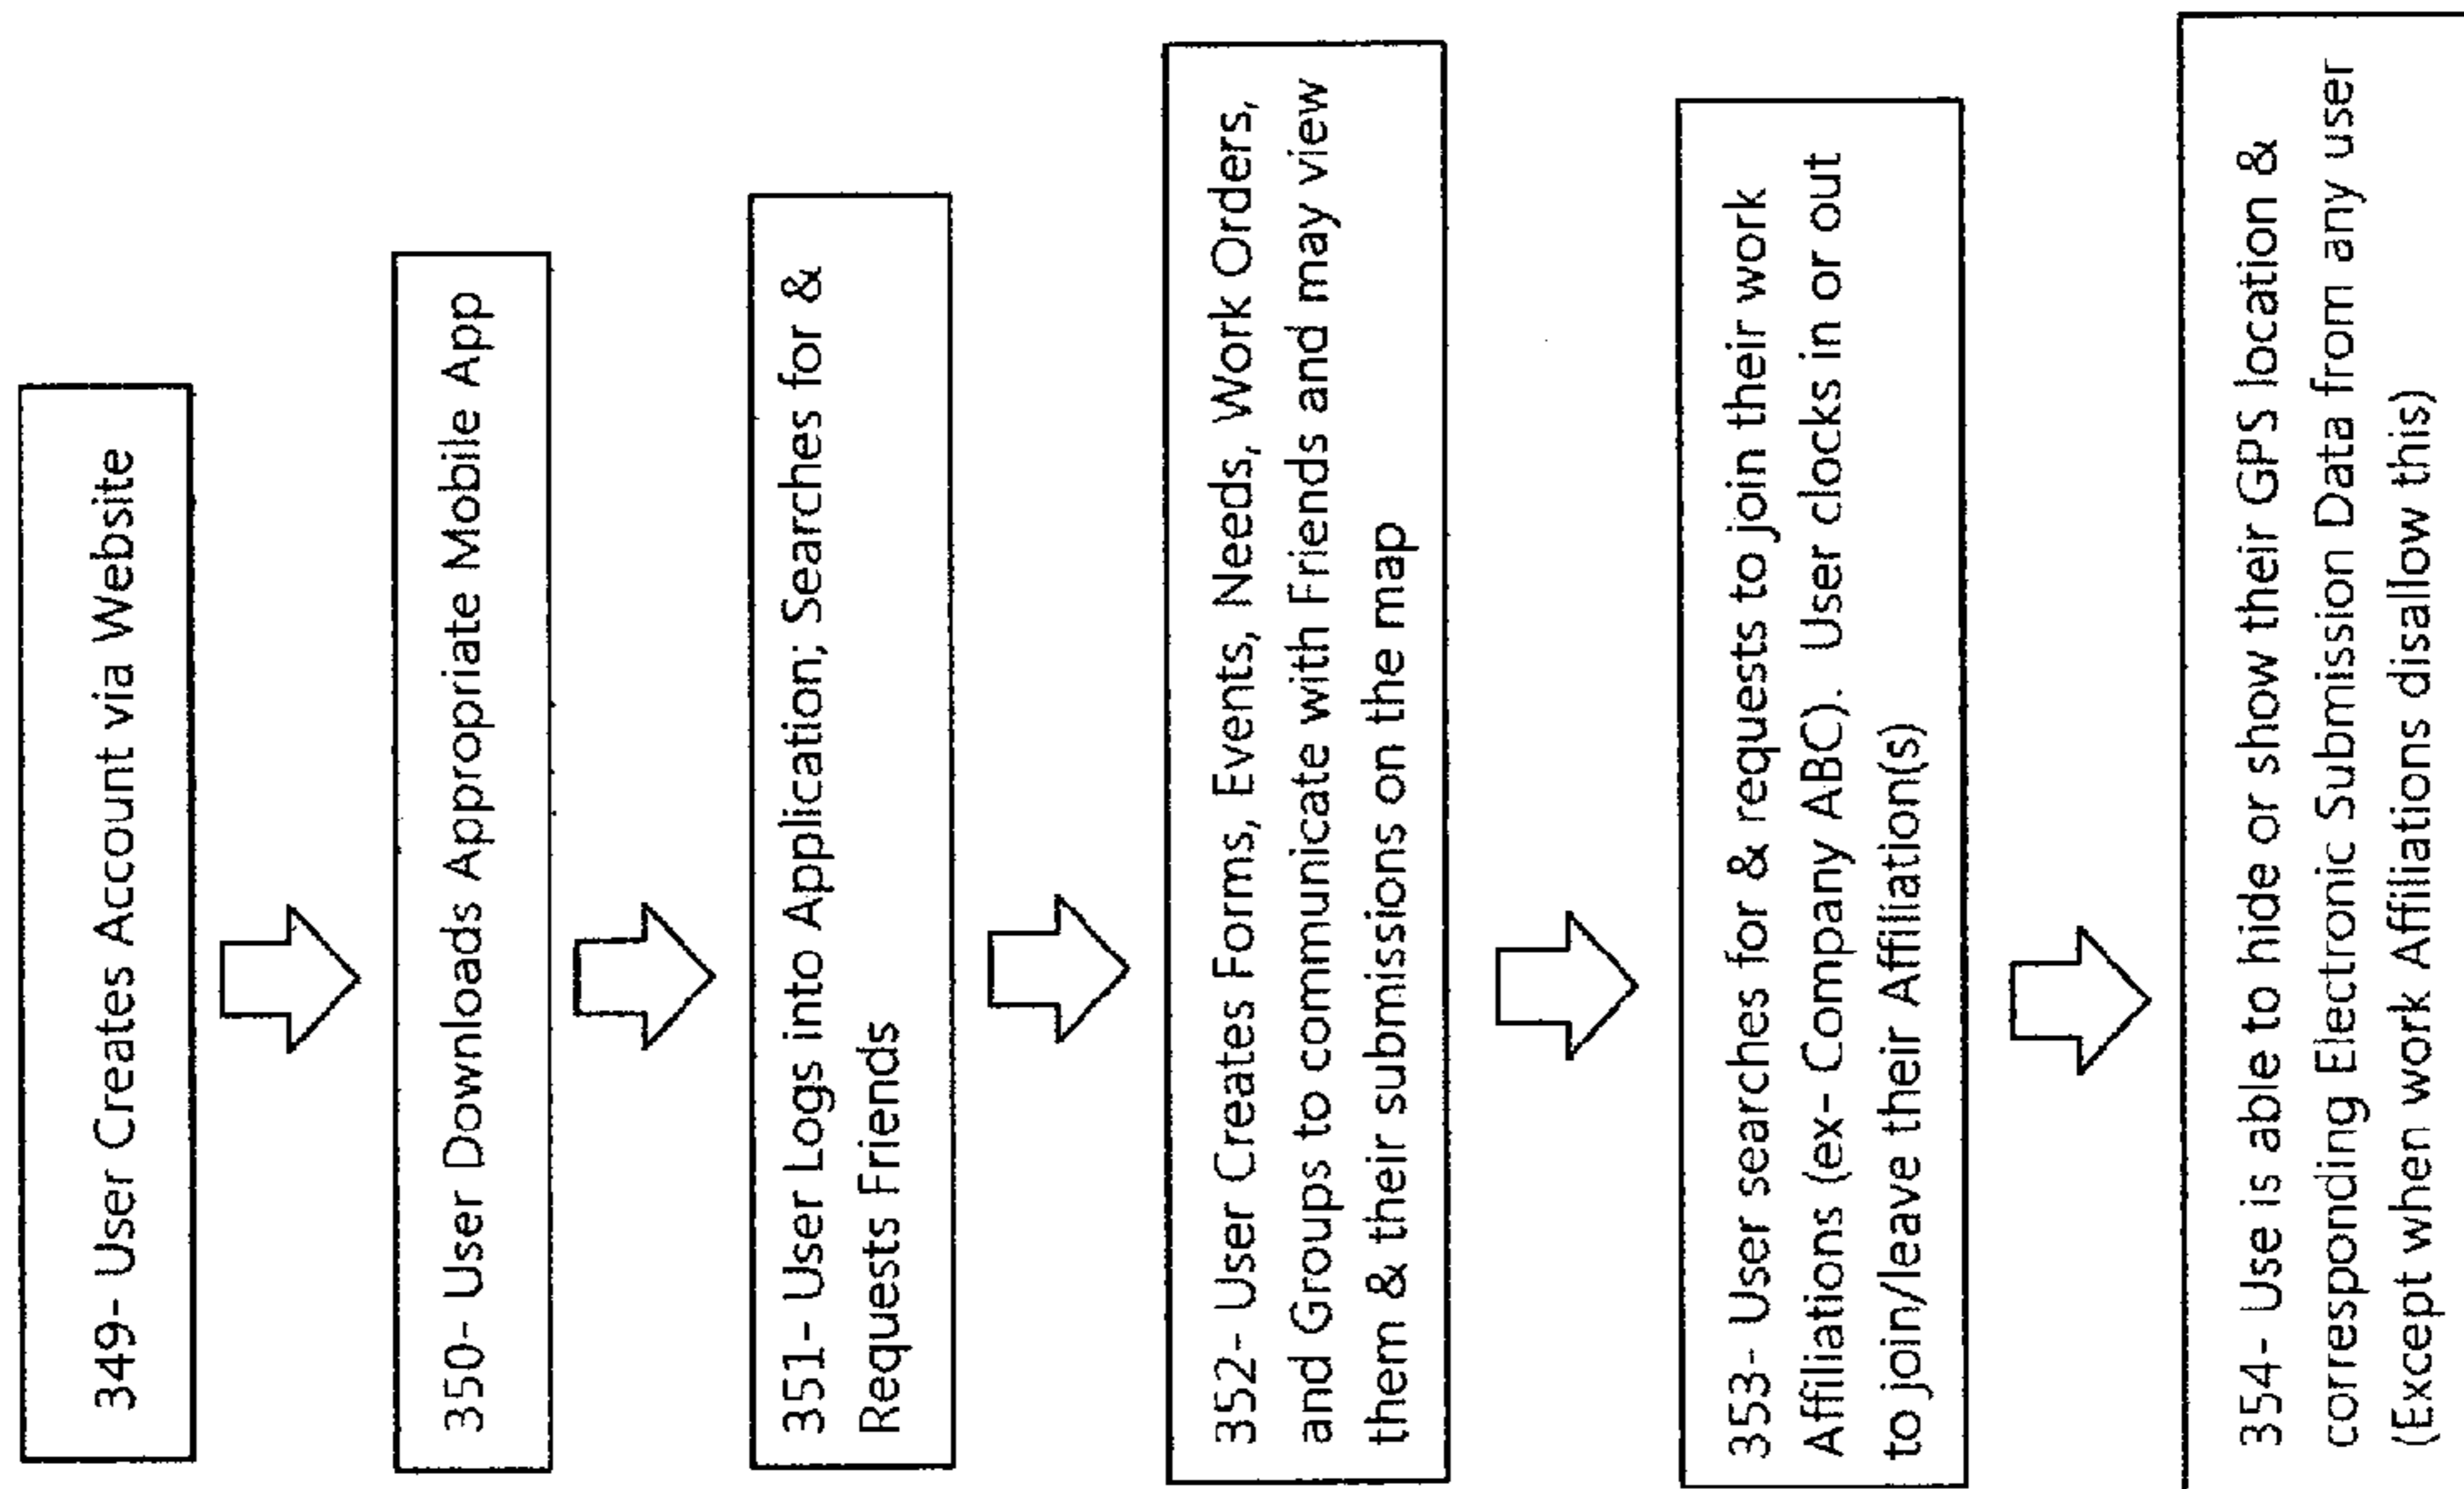 349- User Creates Account via Website
350- User Downloads Appropriate Mobile App
351- User Logs into Application; Searches for &
Requests Friends
352- User Creates Forms, Events, Needs, Work Orders,
and Groups to communicate with Friends and may view
them & their submissions on the map
353- User searches for & requests to join their work
Affiliations (ex- Company ABC). User clocks in or out
to join/leave their Affiliation(s)
354- Use is able to hide or show their GPS location &
corresponding Electronic Submission Data from any user
(Except when work Affiliations disallow this)